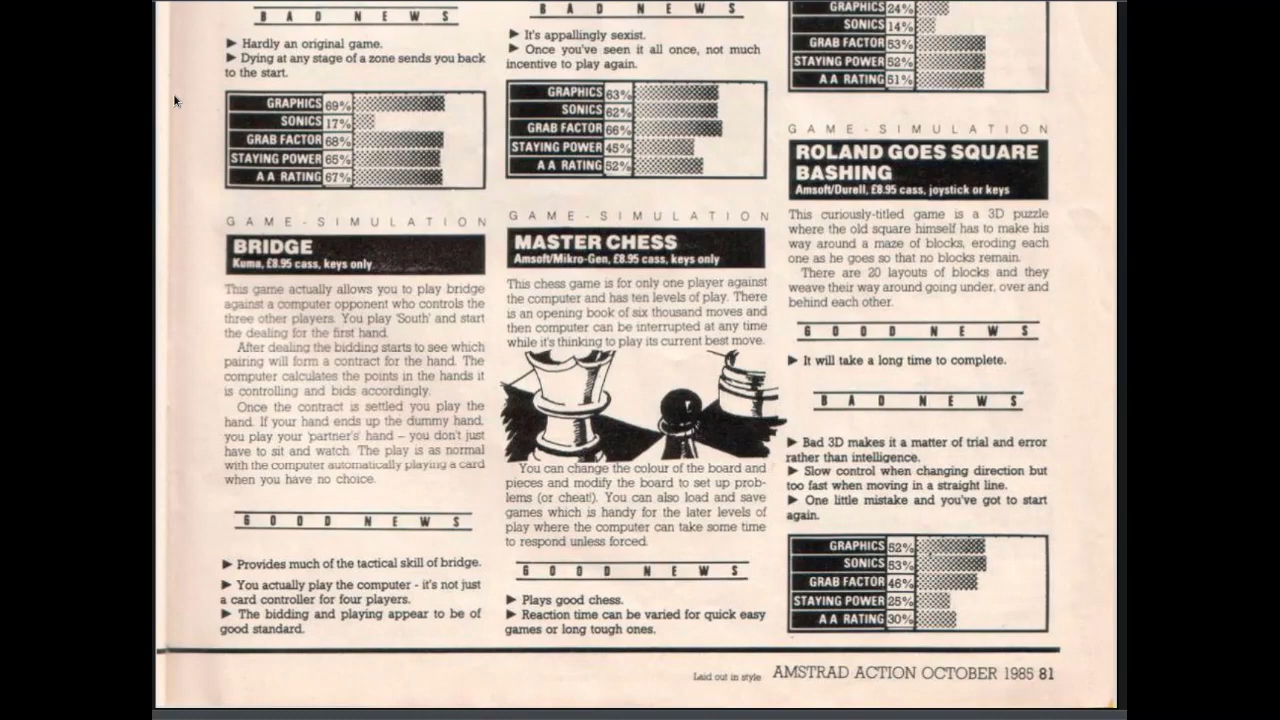 B A D N E W S
► Hardly an original game.
► Dying at any stage of a zone sends you back
to the start.
GRAPHICS 69%
SONICS 17%
GRAB FACTOR 68%
STAYING POWER 65%
AA RATING 67%
GAME-SIMULATION
BRIDGE
Kuma, £8.95 cass, keys only
This game actually allows you to play bridge
against a computer opponent who controls the
three other players. You play 'South' and start
the dealing for the first hand.
After dealing the bidding starts to see which
pairing will form a contract for the hand. The
computer calculates the points in the hands it
is controlling and bids accordingly.
Once the contract is settled you play the
hand. If your hand ends up the dummy hand,
you play your 'partner's' hand – you don't just
have to sit and watch. The play is as normal
with the computer automatically playing a card
when you have no choice.
G O O D N E W S
► Provides much of the tactical skill of bridge.
► You actually play the computer - it's not just
a card controller for four players.
► The bidding and playing appear to be of
good standard.
B A D N E W S
► It's appallingly sexist.
► Once you've seen it all once, not much
incentive to play again.
GRAPHICS 63%
SONICS 62%
GRAB FACTOR 66%
STAYING POWER 45%
AA RATING 52%
GAME-SIMULATION
MASTER CHESS
Amsoft/Mikro-Gen, £8.95 cass, keys only
This chess game is for only one player against
the computer and has ten levels of play. There
is an opening book of six thousand moves and
then computer can be interrupted at any time
while it's thinking to play its current best move.
You can change the colour of the board and
pieces and modify the board to set up prob-
lems (or cheat!). You can also load and save
games which is handy for the later levels of
play where the computer can take some time
to respond unless forced.
G O O D N E W S
► Plays good chess.
► Reaction time can be varied for quick easy
games or long tough ones.
GRAPHICS 24%
SONICS 14%
GRAB FACTOR 53%
STAYING POWER 52%
AA RATING 51%
GAME-SIMULATION
ROLAND GOES SQUARE
BASHING
Amsoft/Durell, £8.95 cass, joystick or keys
This curiously-titled game is a 3D puzzle
where the old square himself has to make his
way around a maze of blocks, eroding each
one as he goes so that no blocks remain.
There are 20 layouts of blocks and they
weave their way around going under, over and
behind each other.
G O O D N E W S
► It will take a long time to complete.
B A D N E W S
► Bad 3D makes it a matter of trial and error
rather than intelligence.
► Slow control when changing direction but
too fast when moving in a straight line.
► One little mistake and you've got to start
again.
GRAPHICS 52%
SONICS 53%
GRAB FACTOR 46%
STAYING POWER 25%
AA RATING 30%
Laid out in style AMSTRAD ACTION OCTOBER 1985 81